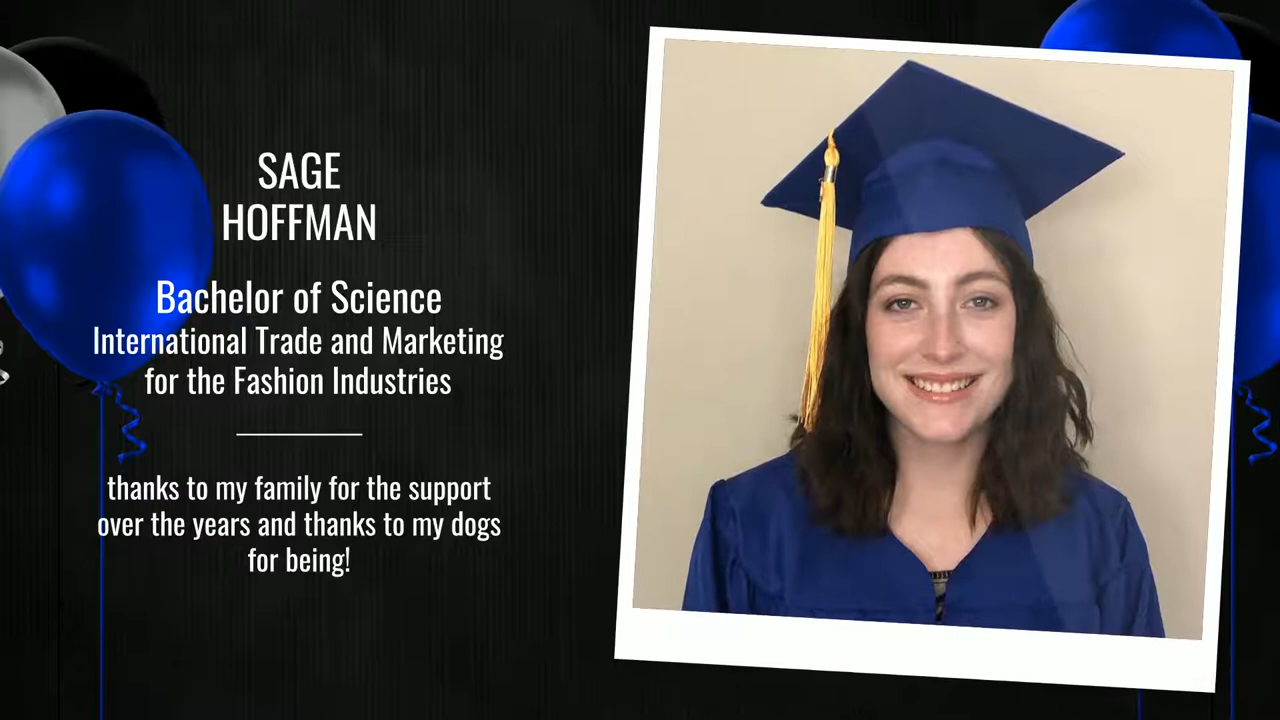 SAGE
HOFFMAN
Bachelor of Science
International Trade and Marketing
for the Fashion Industries
thanks to my family for the support
over the years and thanks to my dogs
for being!